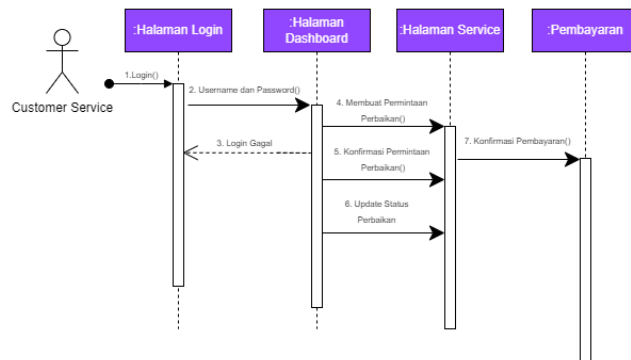 :Halaman Login
:Halaman
Dashboard
:Halaman Service
:Pembayaran
Customer Service
1.Login()
2. Username dan Password()
3. Login Gagal
4. Membuat Permintaan
Perbaikan()
5. Konfirmasi Permintaan
Perbaikan()
6. Update Status
Perbaikan
7. Konfirmasi Pembayaran()